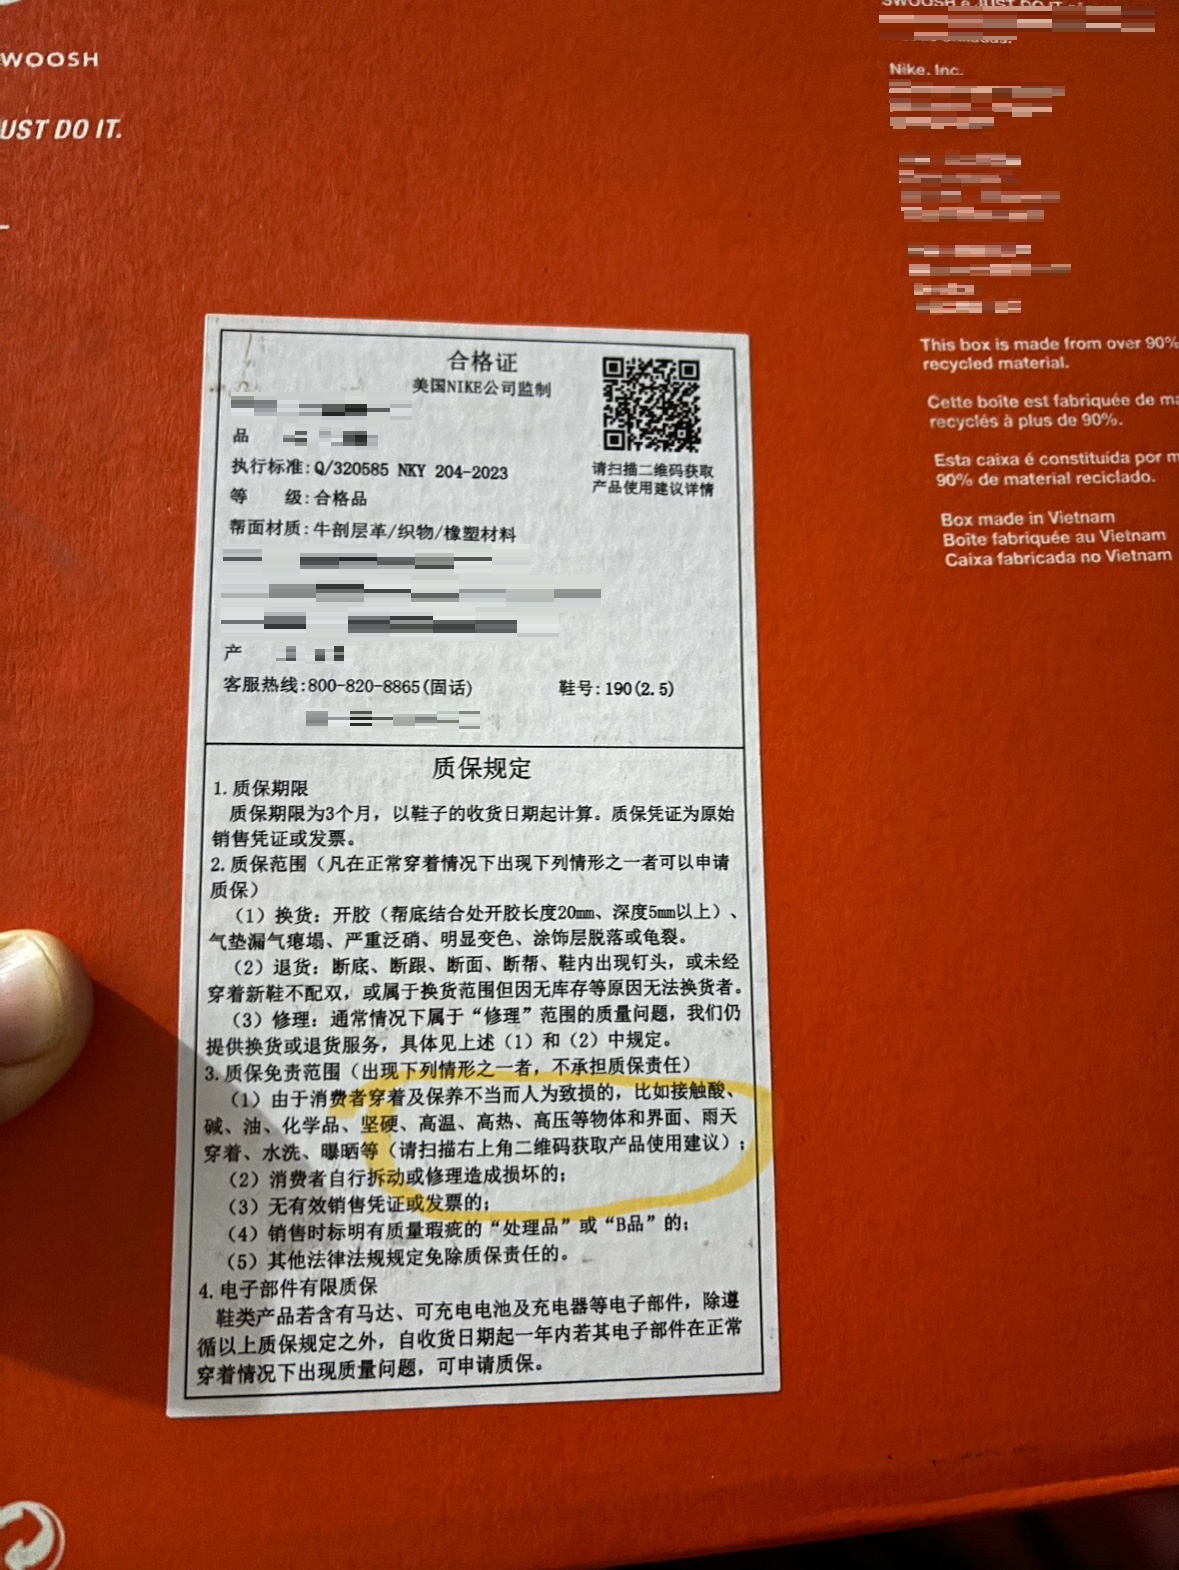 WOOSH
UST DO IT.
SWOOSH & JUST DO IT
Nike, Inc.
This box is made from over 90%
recycled material.
Cette boîte est fabriquée de ma
recyclés à plus de 90%.
Esta caixa é constituída por m
90% de material reciclado.
Box made in Vietnam
Boîte fabriquée au Vietnam
Caixa fabricada no Vietnam
合格证
美国NIKE公司监制
品
执行标准:Q/320585 NKY 204-2023
请扫描二维码获取
产品使用建议详情
等 级:合格品
帮面材质:牛剖层革/织物/橡塑材料
产
客服热线:800-820-8865(固话) 鞋号:190(2.5)
质保规定
1.质保期限
质保期限为3个月，以鞋子的收货日期起计算。质保凭证为原始
销售凭证或发票。
2.质保范围（凡在正常穿着情况下出现下列情形之一者可以申请
质保）
（1）换货：开胶（帮底结合处开胶长度20mm、深度5mm以上）、
气垫漏气瘪塌、严重泛硝、明显变色、涂饰层脱落或龟裂。
（2）退货：断底、断跟、断面、断帮、鞋内出现钉头，或未经
穿着新鞋不配双，或属于换货范围但因无库存等原因无法换货者。
（3）修理：通常情况下属于“修理”范围的质量问题，我们仍
提供换货或退货服务，具体见上述（1）和（2）中规定。
3.质保免责范围（出现下列情形之一者，不承担质保责任）
（1）由于消费者穿着及保养不当而人为致损的，比如接触酸、
碱、油、化学品、坚硬、高温、高热、高压等物体和界面、雨天
穿着、水洗、曝晒等（请扫描右上角二维码获取产品使用建议）；
（2）消费者自行拆动或修理造成损坏的；
（3）无有效销售凭证或发票的；
（4）销售时标明有质量瑕疵的“处理品”或“B品”的；
（5）其他法律法规规定免除质保责任的。
4.电子部件有限质保
鞋类产品若含有马达、可充电电池及充电器等电子部件，除遵
循以上质保规定之外，自收货日期起一年内若其电子部件在正常
穿着情况下出现质量问题，可申请质保。